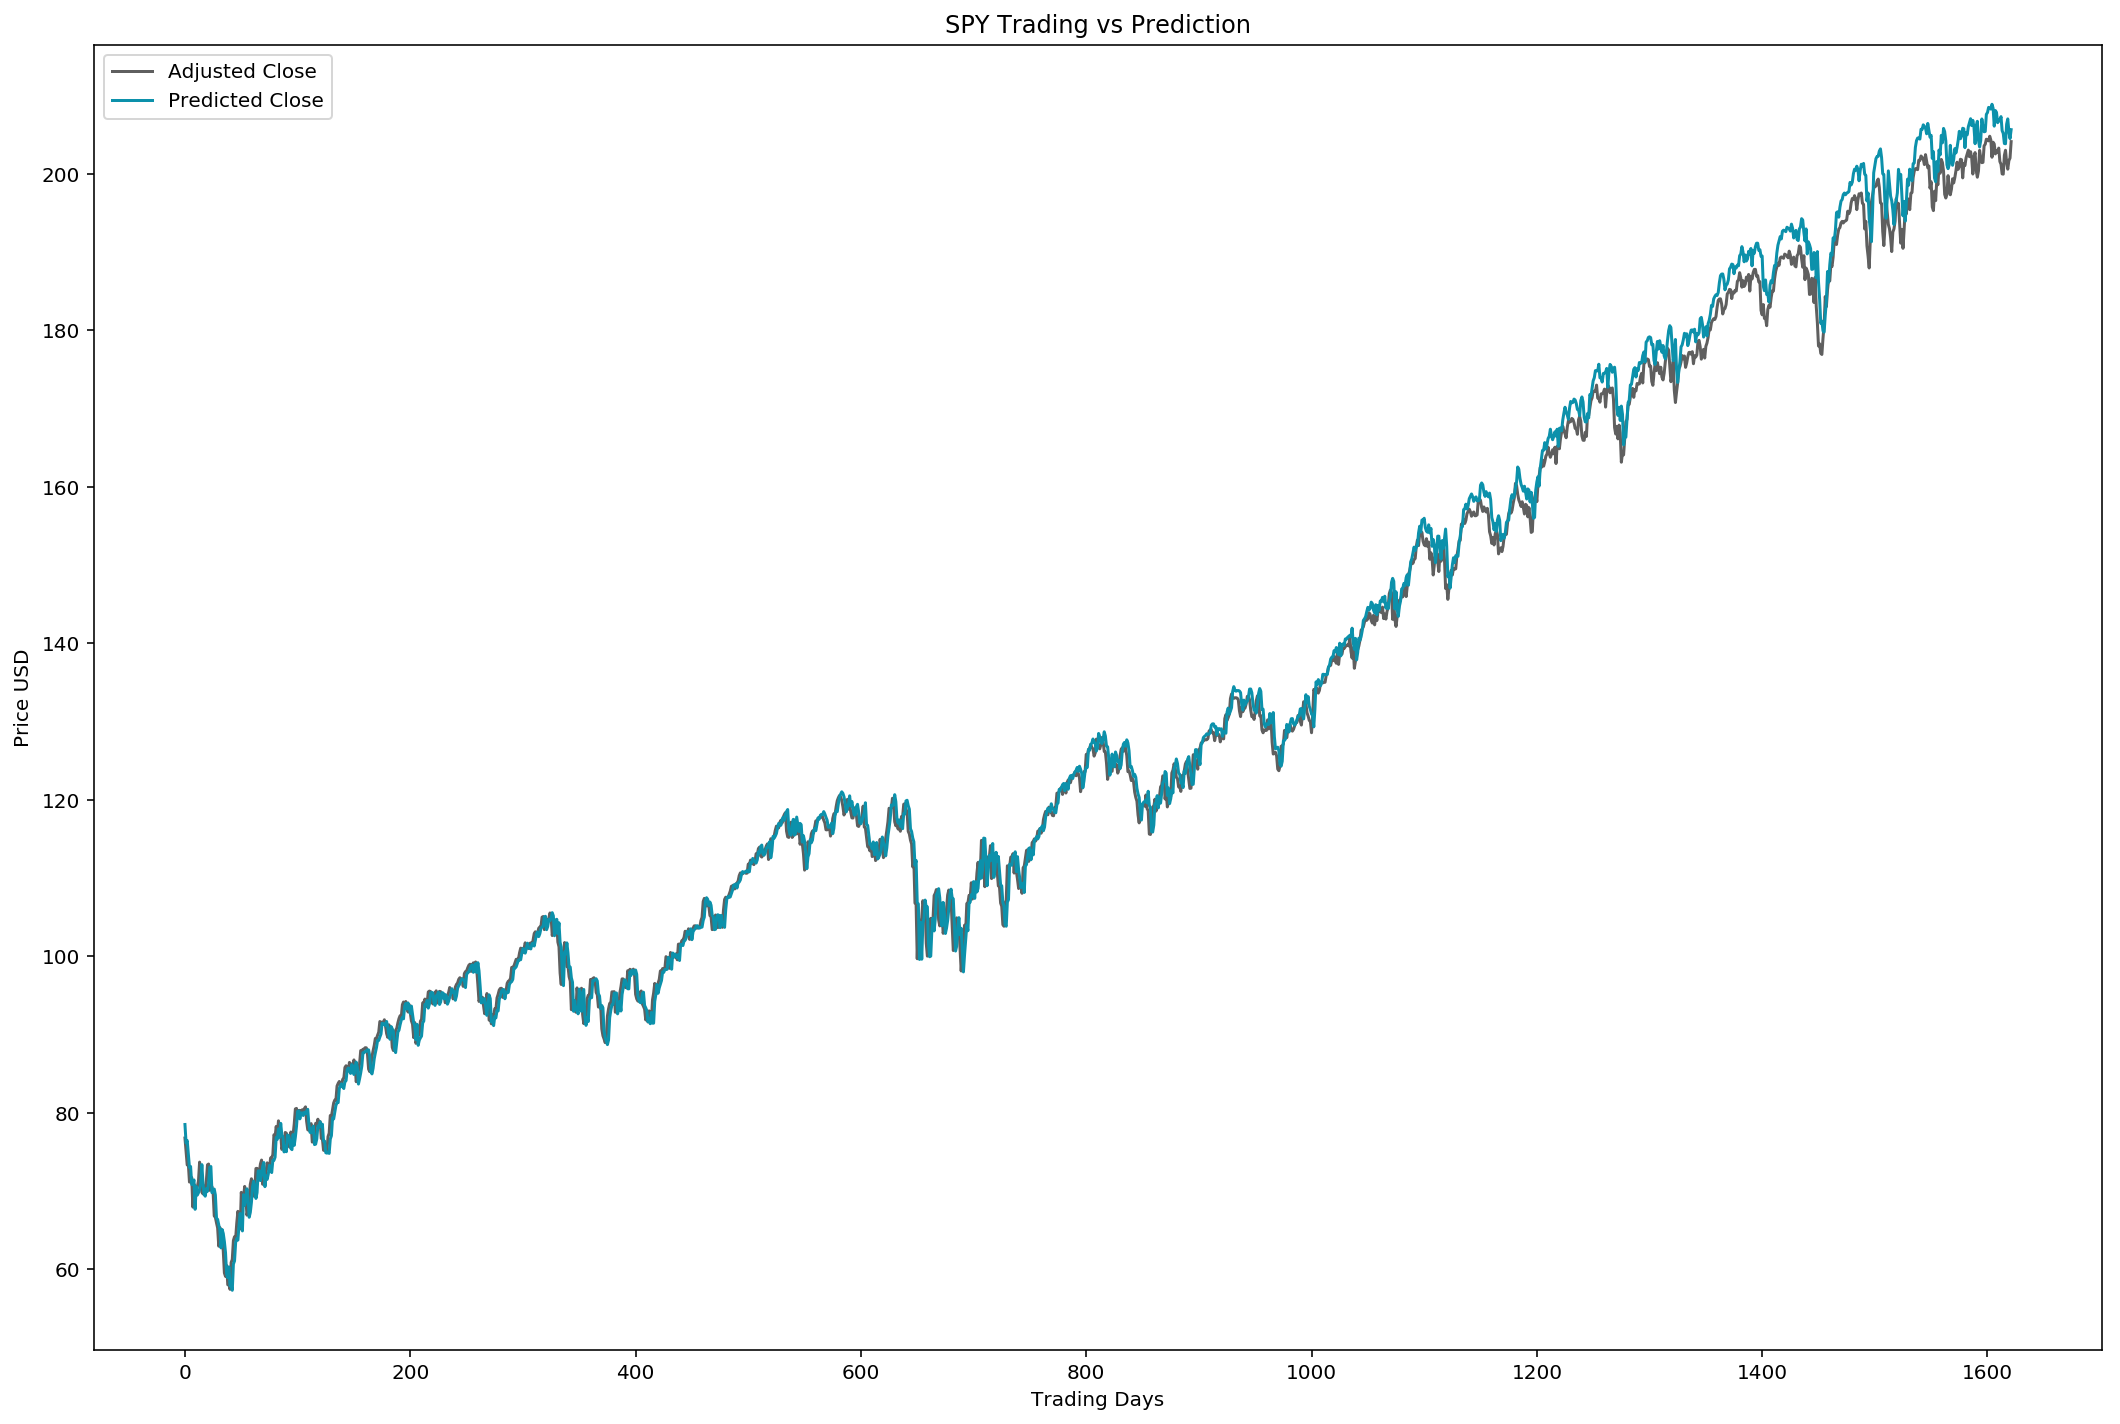 SPY Trading vs Prediction
Adjusted Close
Predicted Close
200
180
160
140
120
100
80
60
Price USD
0 200 400 600 800 1000 1200 1400 1600
Trading Days